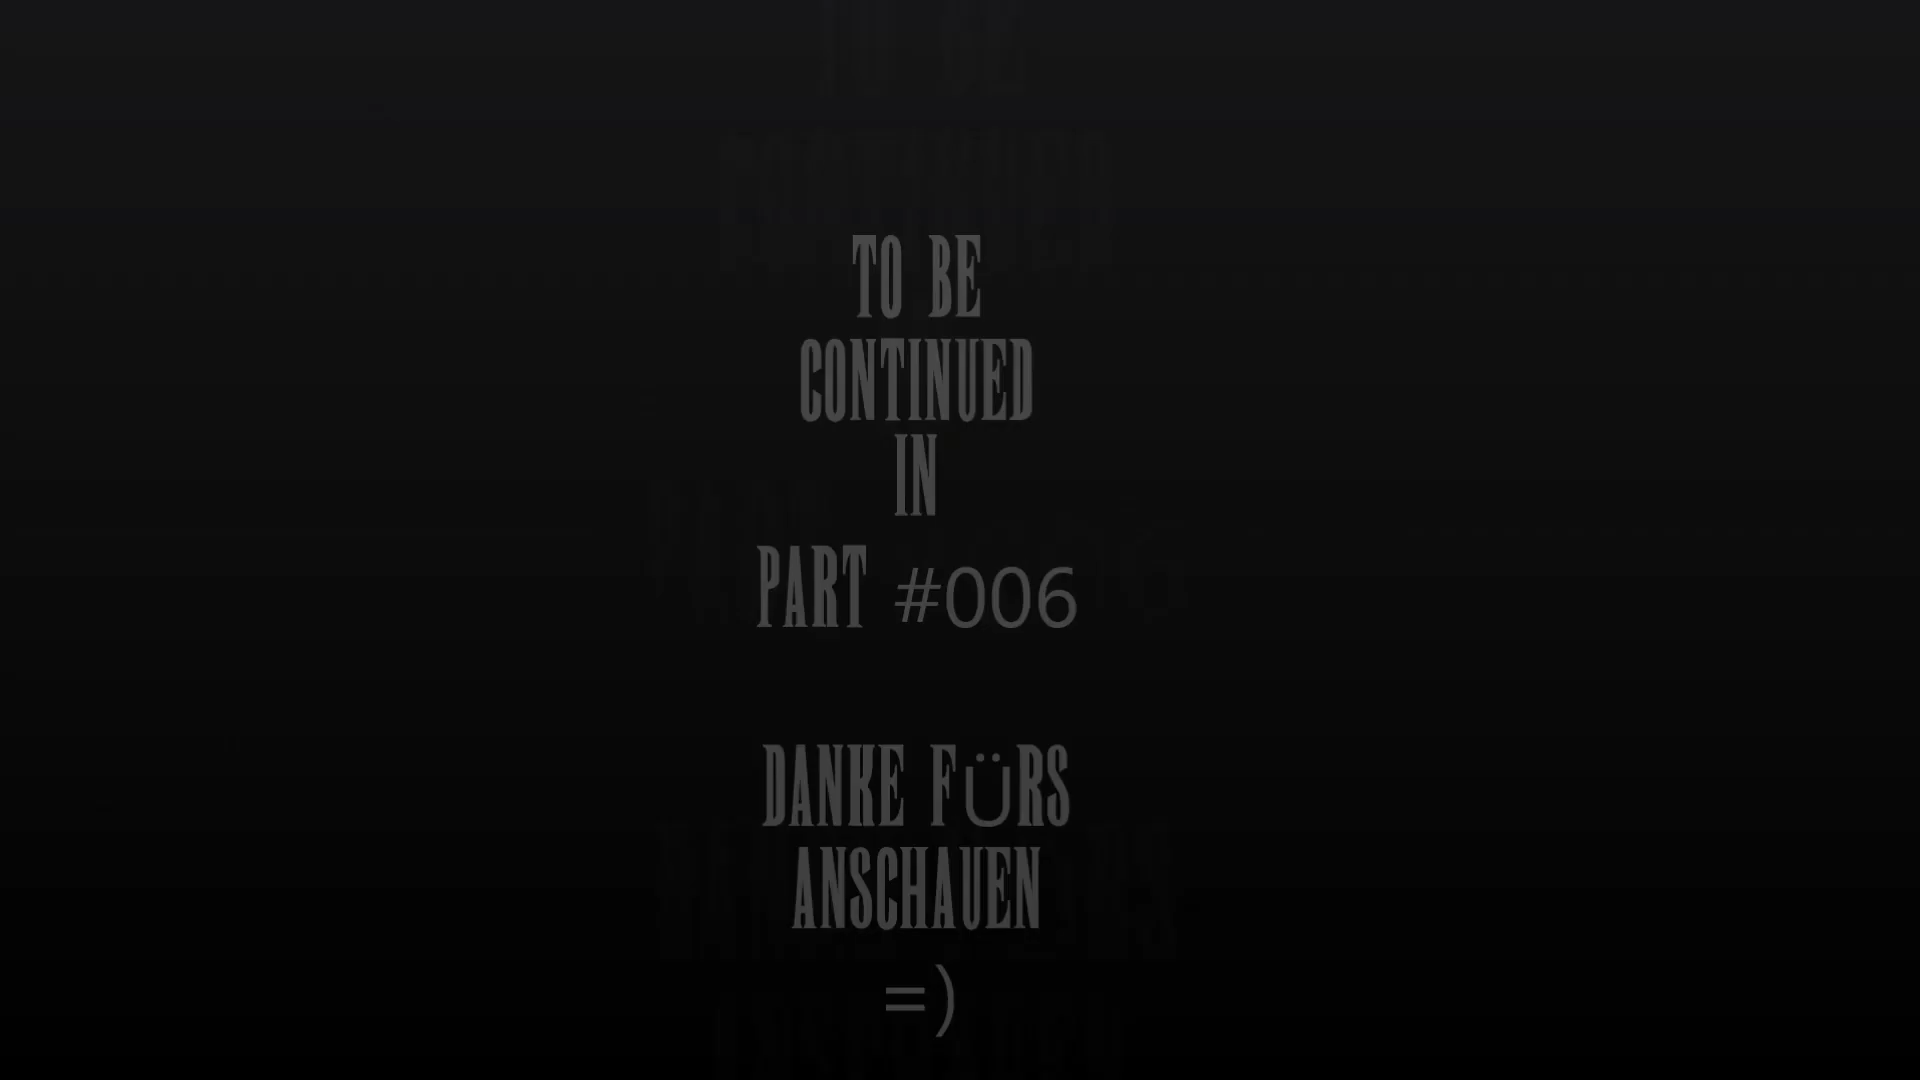 TO BE
CONTINUED
IN
PART #006
DANKE FÜRS
ANSCHAUEN
=)